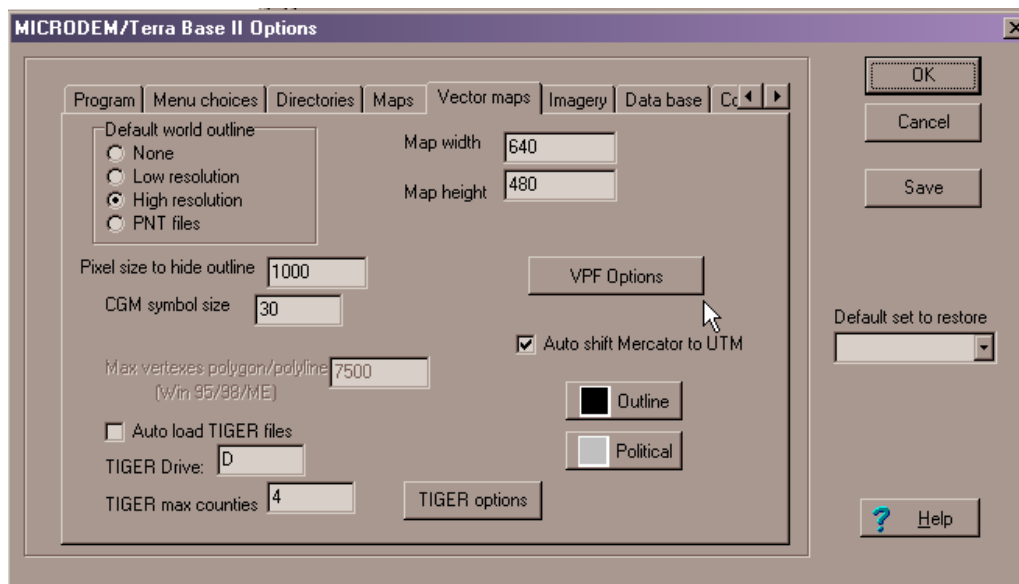 MICRODEM/Terra Base II Options
Program
Menu choices
Directories
Maps
Vector maps
Imagery
Data base
Default world outline
None
Low resolution
High resolution
PNT files
Map width 640
Map height 480
Pixel size to hide outline 1000
CGM symbol size 30
VPF Options
Auto shift Mercator to UTM
Max vertexes polygon/polyline 7500
(Win 95/98/ME)
Outline
Political
Auto load TIGER files
TIGER Drive: D
TIGER max counties 4
TIGER options
OK
Cancel
Save
Default set to restore
Help